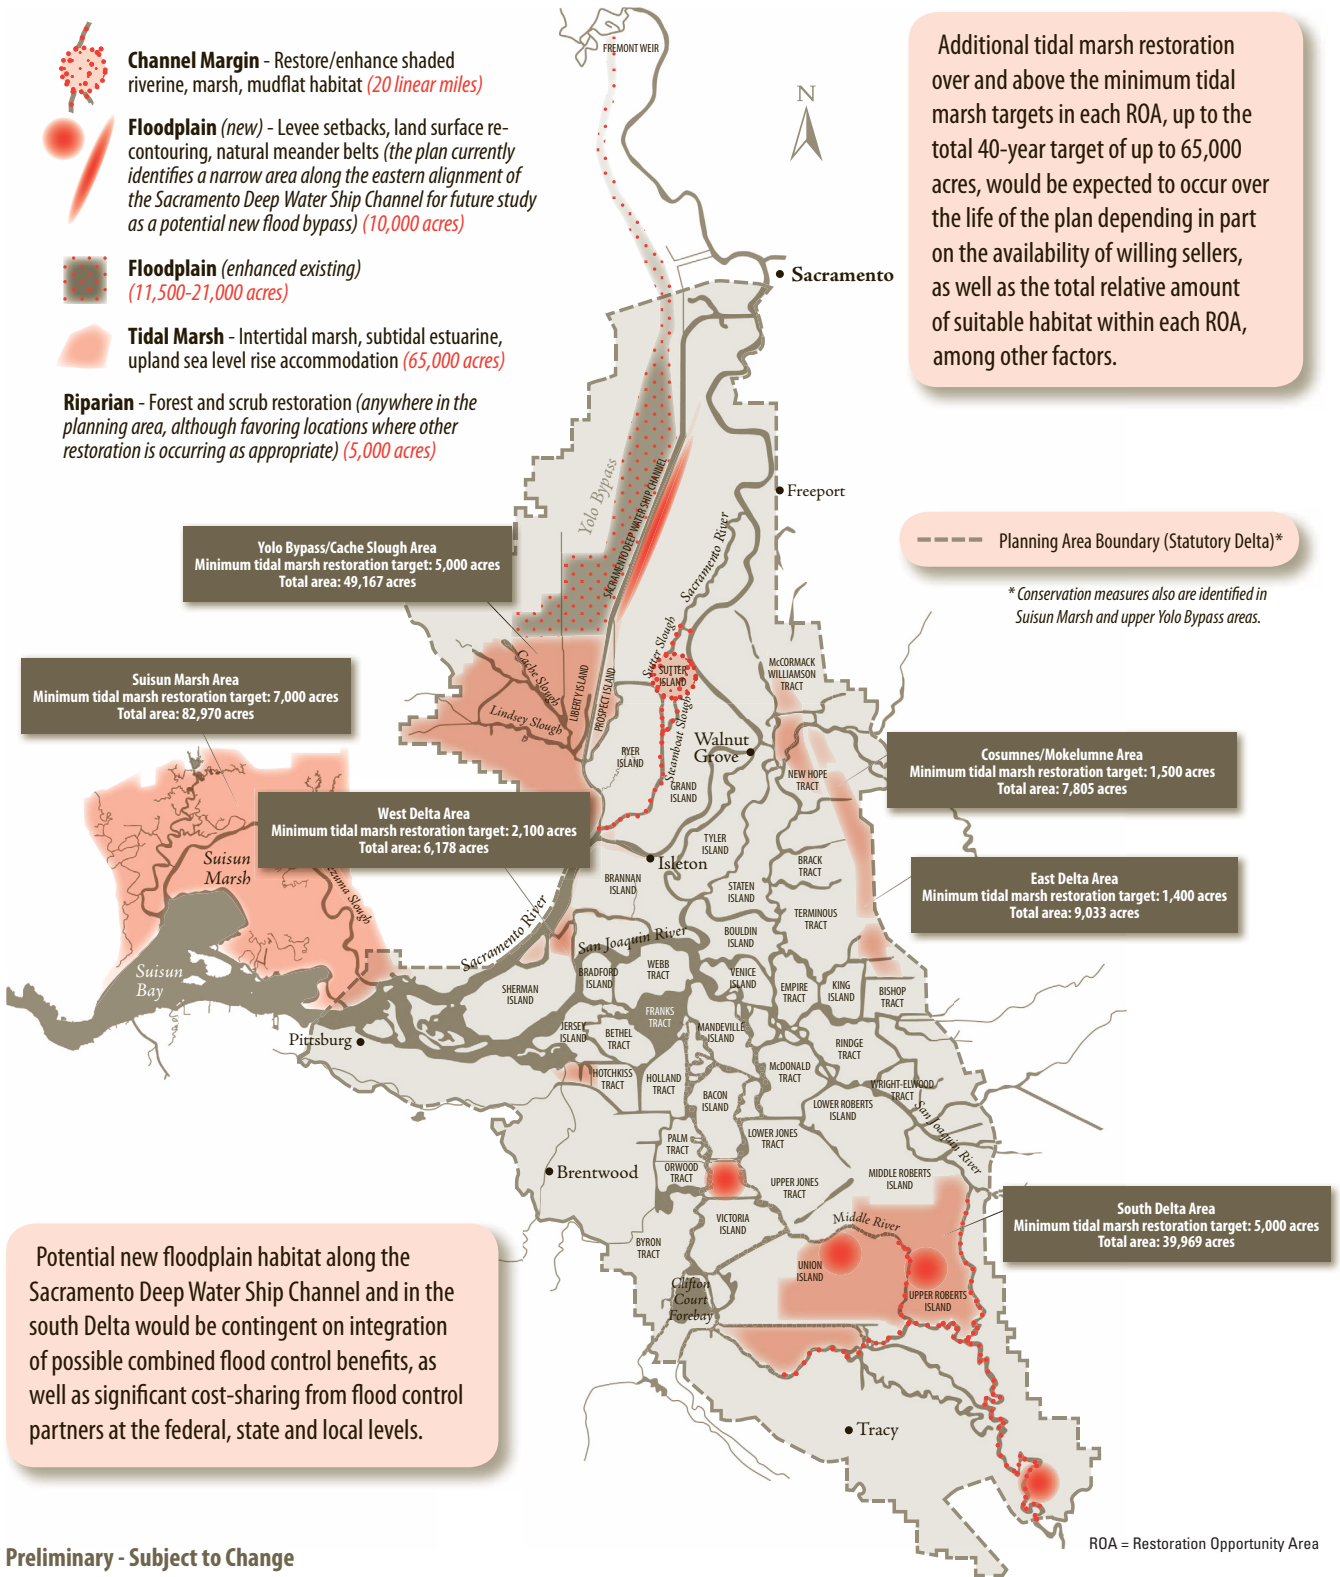 Channel Margin - Restore/enhance shaded
riverine, marsh, mudflat habitat (20 linear miles)
Floodplain (new) - Levee setbacks, land surface re-
contouring, natural meander belts (the plan currently
identifies a narrow area along the eastern alignment of
the Sacramento Deep Water Ship Channel for future study
as a potential new flood bypass) (10,000 acres)
Floodplain (enhanced existing)
(11,500-21,000 acres)
Tidal Marsh - Intertidal marsh, subtidal estuarine,
upland sea level rise accommodation (65,000 acres)
Riparian - Forest and scrub restoration (anywhere in the
planning area, although favoring locations where other
restoration is occurring as appropriate) (5,000 acres)
FREMONT WEIR
N
Additional tidal marsh restoration
over and above the minimum tidal
marsh targets in each ROA, up to the
total 40-year target of up to 65,000
acres, would be expected to occur over
the life of the plan depending in part
on the availability of willing sellers,
as well as the total relative amount
of suitable habitat within each ROA,
among other factors.
Sacramento
Freeport
Yolo Bypass
SACRAMENTO DEEP WATER SHIP CHANNEL
Sacramento River
Planning Area Boundary (Statutory Delta)*
* Conservation measures also are identified in
Suisun Marsh and upper Yolo Bypass areas.
Yolo Bypass/Cache Slough Area
Minimum tidal marsh restoration target: 5,000 acres
Total area: 49,167 acres
Suisun Marsh Area
Minimum tidal marsh restoration target: 7,000 acres
Total area: 82,970 acres
Cache Slough
Lindsey Slough
LIBERTY ISLAND
PROSPECT ISLAND
Sutter Slough
SUTTER
ISLAND
Steamboat Slough
McCORMACK
WILLIAMSON
TRACT
Walnut
Grove
RYER
ISLAND
GRAND
ISLAND
NEW HOPE
TRACT
Cosumnes/Mokelumne Area
Minimum tidal marsh restoration target: 1,500 acres
Total area: 7,805 acres
West Delta Area
Minimum tidal marsh restoration target: 2,100 acres
Total area: 6,178 acres
Suisun
Marsh
zuma Slough
Isleton
TYLER
ISLAND
BRACK
TRACT
BRANNAN
ISLAND
STATEN
ISLAND
East Delta Area
Minimum tidal marsh restoration target: 1,400 acres
Total area: 9,033 acres
TERMINOUS
TRACT
Sacramento River
San Joaquin River
BOULDIN
ISLAND
Suisun
Bay
SHERMAN
ISLAND
BRADFORD
ISLAND
WEBB
TRACT
VENICE
ISLAND
EMPIRE
TRACT
KING
ISLAND
BISHOP
TRACT
FRANKS
TRACT
Pittsburg
JERSEY
ISLAND
BETHEL
TRACT
MANDEVILLE
ISLAND
RINDGE
TRACT
HOTCHKISS
TRACT
HOLLAND
TRACT
McDONALD
TRACT
WRIGHT-ELWOOD
TRACT
BACON
ISLAND
LOWER ROBERTS
ISLAND
San Joaquin River
PALM
TRACT
LOWER JONES
TRACT
Brentwood
ORWOOD
TRACT
UPPER JONES
TRACT
MIDDLE ROBERTS
ISLAND
South Delta Area
Minimum tidal marsh restoration target: 5,000 acres
Total area: 39,969 acres
VICTORIA
ISLAND
Middle River
BYRON
TRACT
UNION
ISLAND
UPPER ROBERTS
ISLAND
Clifton
Court
Forebay
Potential new floodplain habitat along the
Sacramento Deep Water Ship Channel and in the
south Delta would be contingent on integration
of possible combined flood control benefits, as
well as significant cost-sharing from flood control
partners at the federal, state and local levels.
Tracy
ROA = Restoration Opportunity Area
Preliminary - Subject to Change